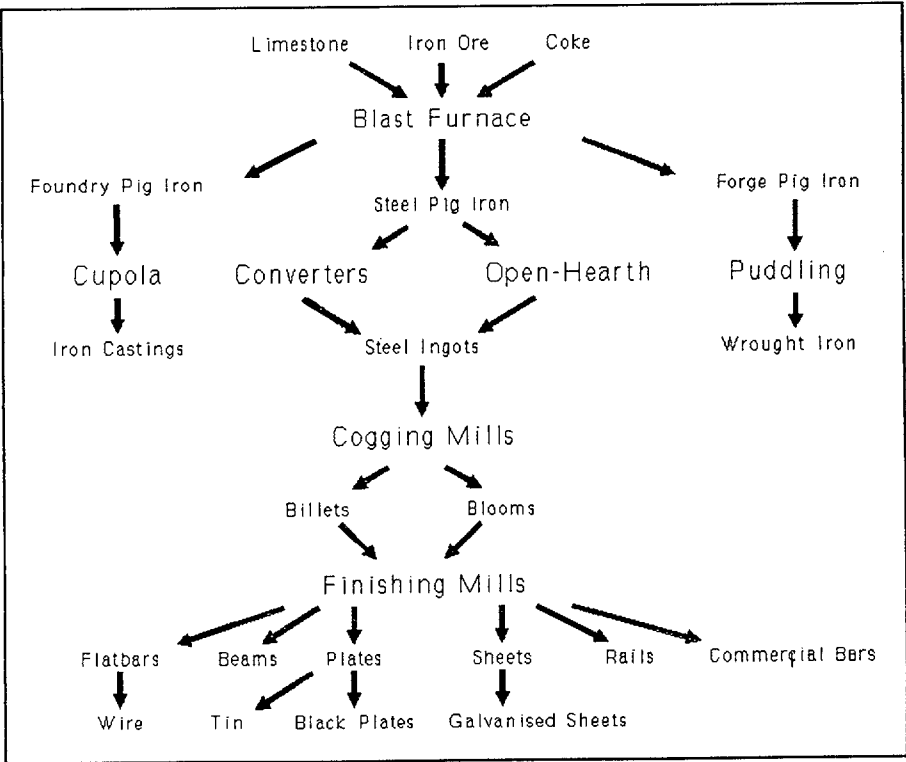 Limestone Iron Ore Coke
Blast Furnace
Foundry Pig Iron Forge Pig Iron
Steel Pig Iron
Cupola Converters Open-Hearth Puddling
Iron Castings Steel Ingots Wrought Iron
Cogging Mills
Billets Blooms
Finishing Mills
Flatbars Beams Plates Sheets Rails Commercial Bars
Wire Tin Black Plates Galvanised Sheets